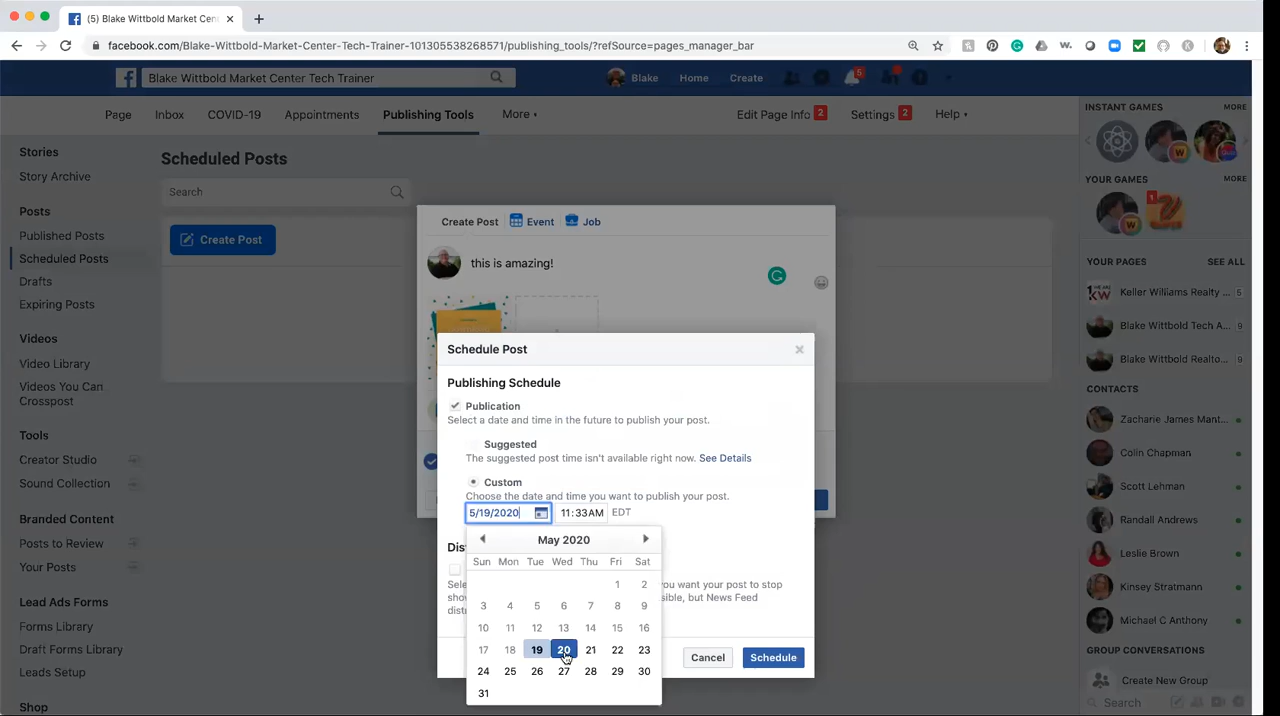 (5) Blake Wittbold Market Cent
facebook.com/Blake-Wittbold-Market-Center-Tech-Trainer-101305538268571/publishing_tools/?refSource=pages_manager_bar
Blake Wittbold Market Center Tech Trainer
Blake
Home
Create
5
Page
Inbox
COVID-19
Appointments
Publishing Tools
More
Edit Page Info 2
Settings 2
Help
Stories
Story Archive
Posts
Published Posts
Scheduled Posts
Drafts
Expiring Posts
Videos
Video Library
Videos You Can
Crosspost
Tools
Creator Studio
Sound Collection
Branded Content
Posts to Review
Your Posts
Lead Ads Forms
Forms Library
Draft Forms Library
Leads Setup
Shop
Scheduled Posts
Search
Create Post
Create Post
Event
Job
this is amazing!
Schedule Post
Publishing Schedule
Publication
Select a date and time in the future to publish your post.
Suggested
The suggested post time isn't available right now. See Details
Custom
Choose the date and time you want to publish your post.
5/19/2020
11:33AM
EDT
May 2020
Sun Mon Tue Wed Thu Fri Sat
1 2
3 4 5 6 7 8 9
10 11 12 13 14 15 16
17 18 19 20 21 22 23
24 25 26 27 28 29 30
31
Dis
Sele
you want your post to stop
sho
sible, but News Feed
distr
Cancel
Schedule
INSTANT GAMES
MORE
YOUR GAMES
MORE
1
YOUR PAGES
SEE ALL
Keller Williams Realty ... 5
Blake Wittbold Tech A... 9
Blake Wittbold Realto... 9
CONTACTS
Zacharie James Mant...
Colin Chapman
Scott Lehman
Randall Andrews
Leslie Brown
Kinsey Stratmann
Michael C Anthony
GROUP CONVERSATIONS
Create New Group
Search